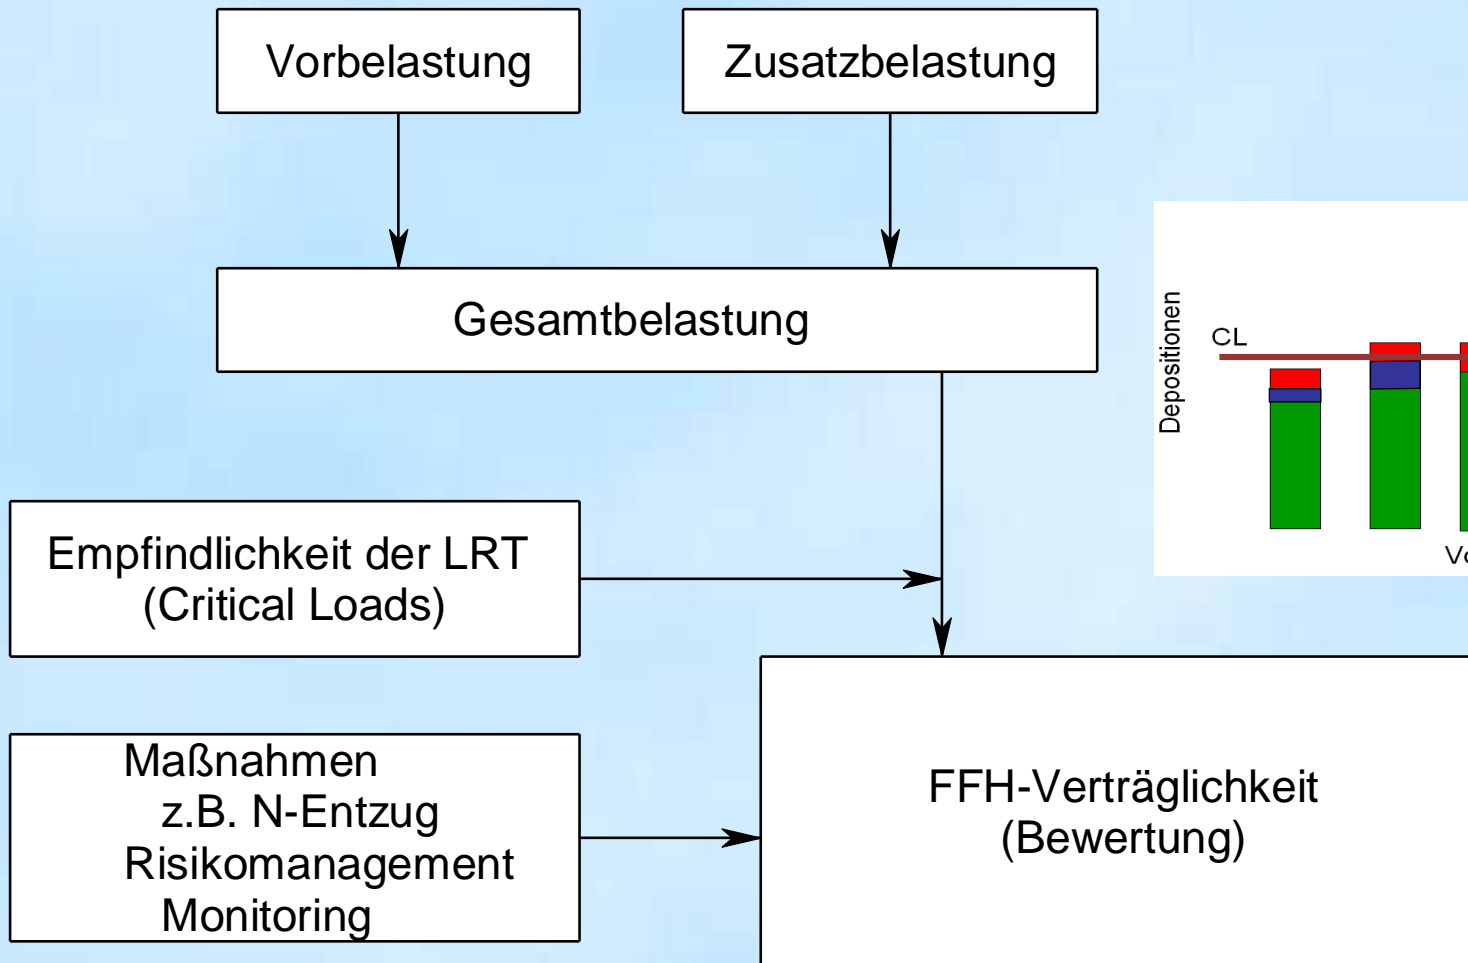 Vorbelastung
Zusatzbelastung
Gesamtbelastung
Depositionen
CL
Empfindlichkeit der LRT
(Critical Loads)
Maßnahmen
z.B. N-Entzug
Risikomanagement
Monitoring
FFH-Verträglichkeit
(Bewertung)